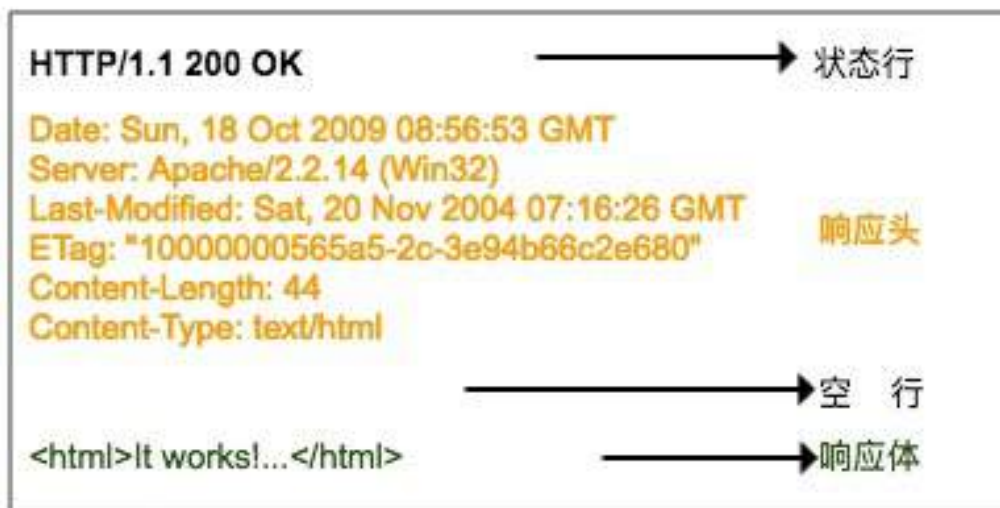 HTTP/1.1 200 OK 状态行
Date: Sun, 18 Oct 2009 08:56:53 GMT
Server: Apache/2.2.14 (Win32)
Last-Modified: Sat, 20 Nov 2004 07:16:26 GMT
ETag: "10000000565a5-2c-3e94b66c2e680"
响应头
Content-Length: 44
Content-Type: text/html
空 行
<html>It works!...</html> 响应体